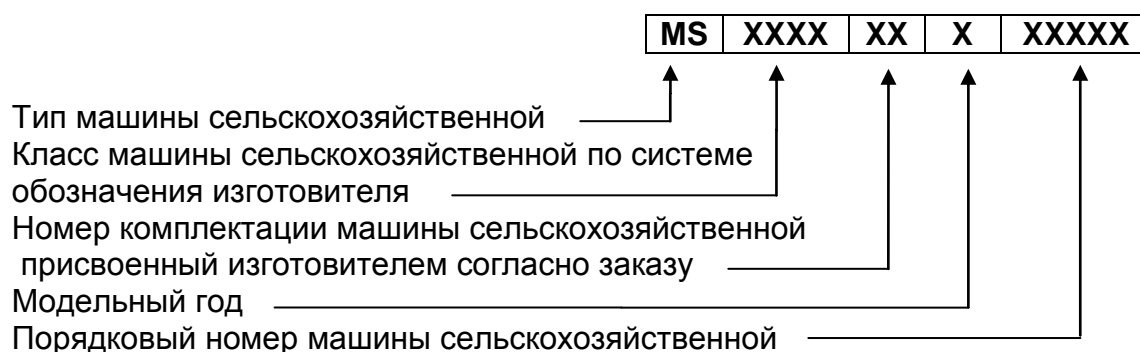 MS XXXX XX X XXXXX
Тип машины сельскохозяйственной
Класс машины сельскохозяйственной по системе
обозначения изготовителя
Номер комплектации машины сельскохозяйственной
присвоенный изготовителем согласно заказу
Модельный год
Порядковый номер машины сельскохозяйственной